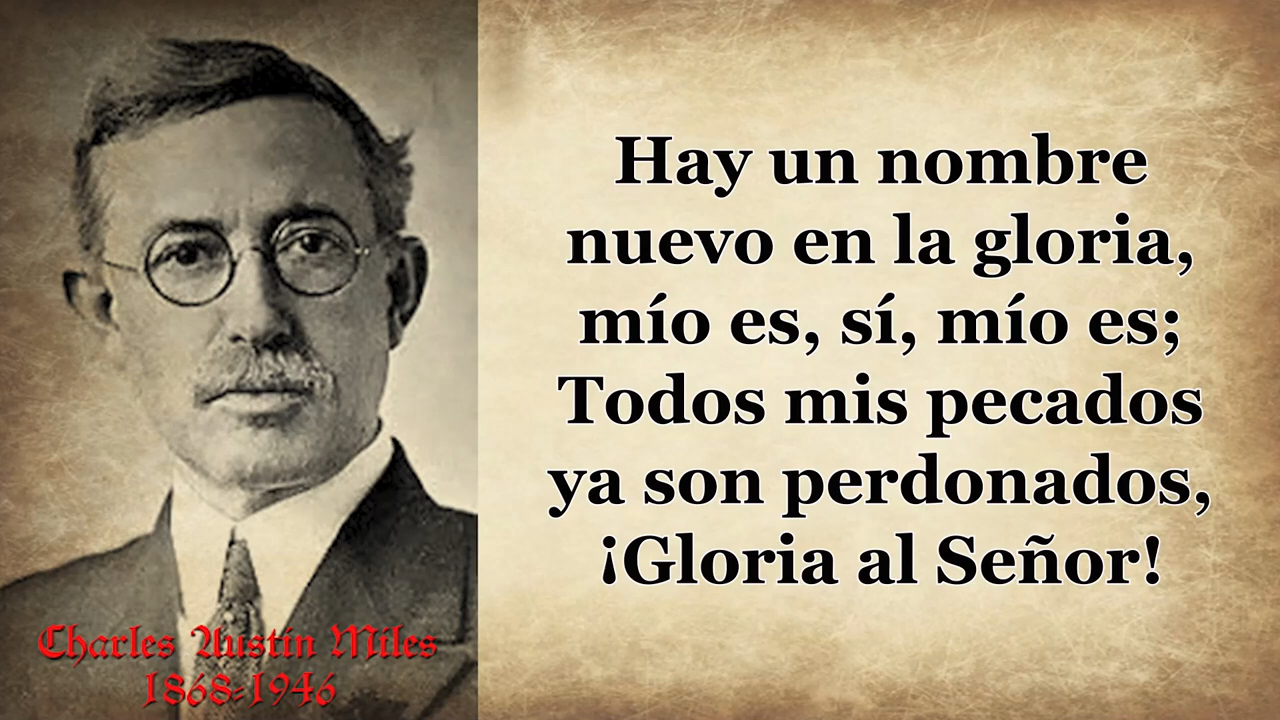 Hay un nombre
nuevo en la gloria,
mío es, sí, mío es;
Todos mis pecados
ya son perdonados,
¡Gloria al Señor!
Charles Austin Miles
1868-1946